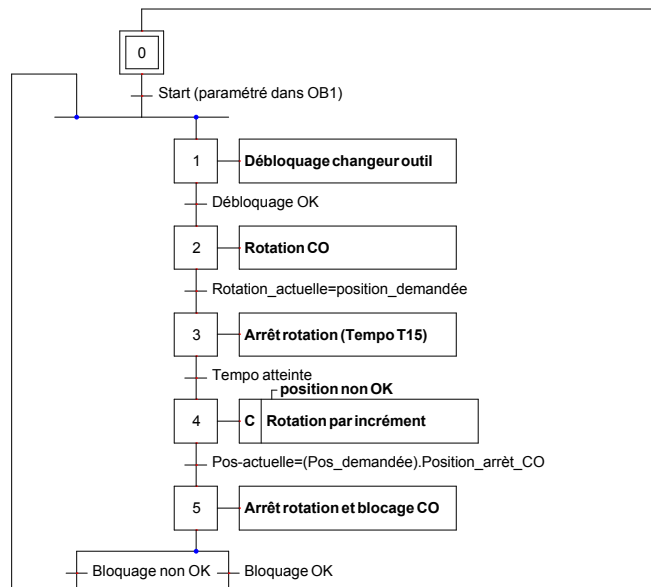 0
Start (paramétré dans OB1)
1
Débloquage changeur outil
Débloquage OK
2
Rotation CO
Rotation_actuelle=position_demandée
3
Arrêt rotation (Tempo T15)
Tempo atteinte
position non OK
4
C
Rotation par incrément
Pos-actuelle=(Pos_demandée).Position_arrèt_CO
5
Arrêt rotation et blocage CO
Bloquage non OK
Bloquage OK